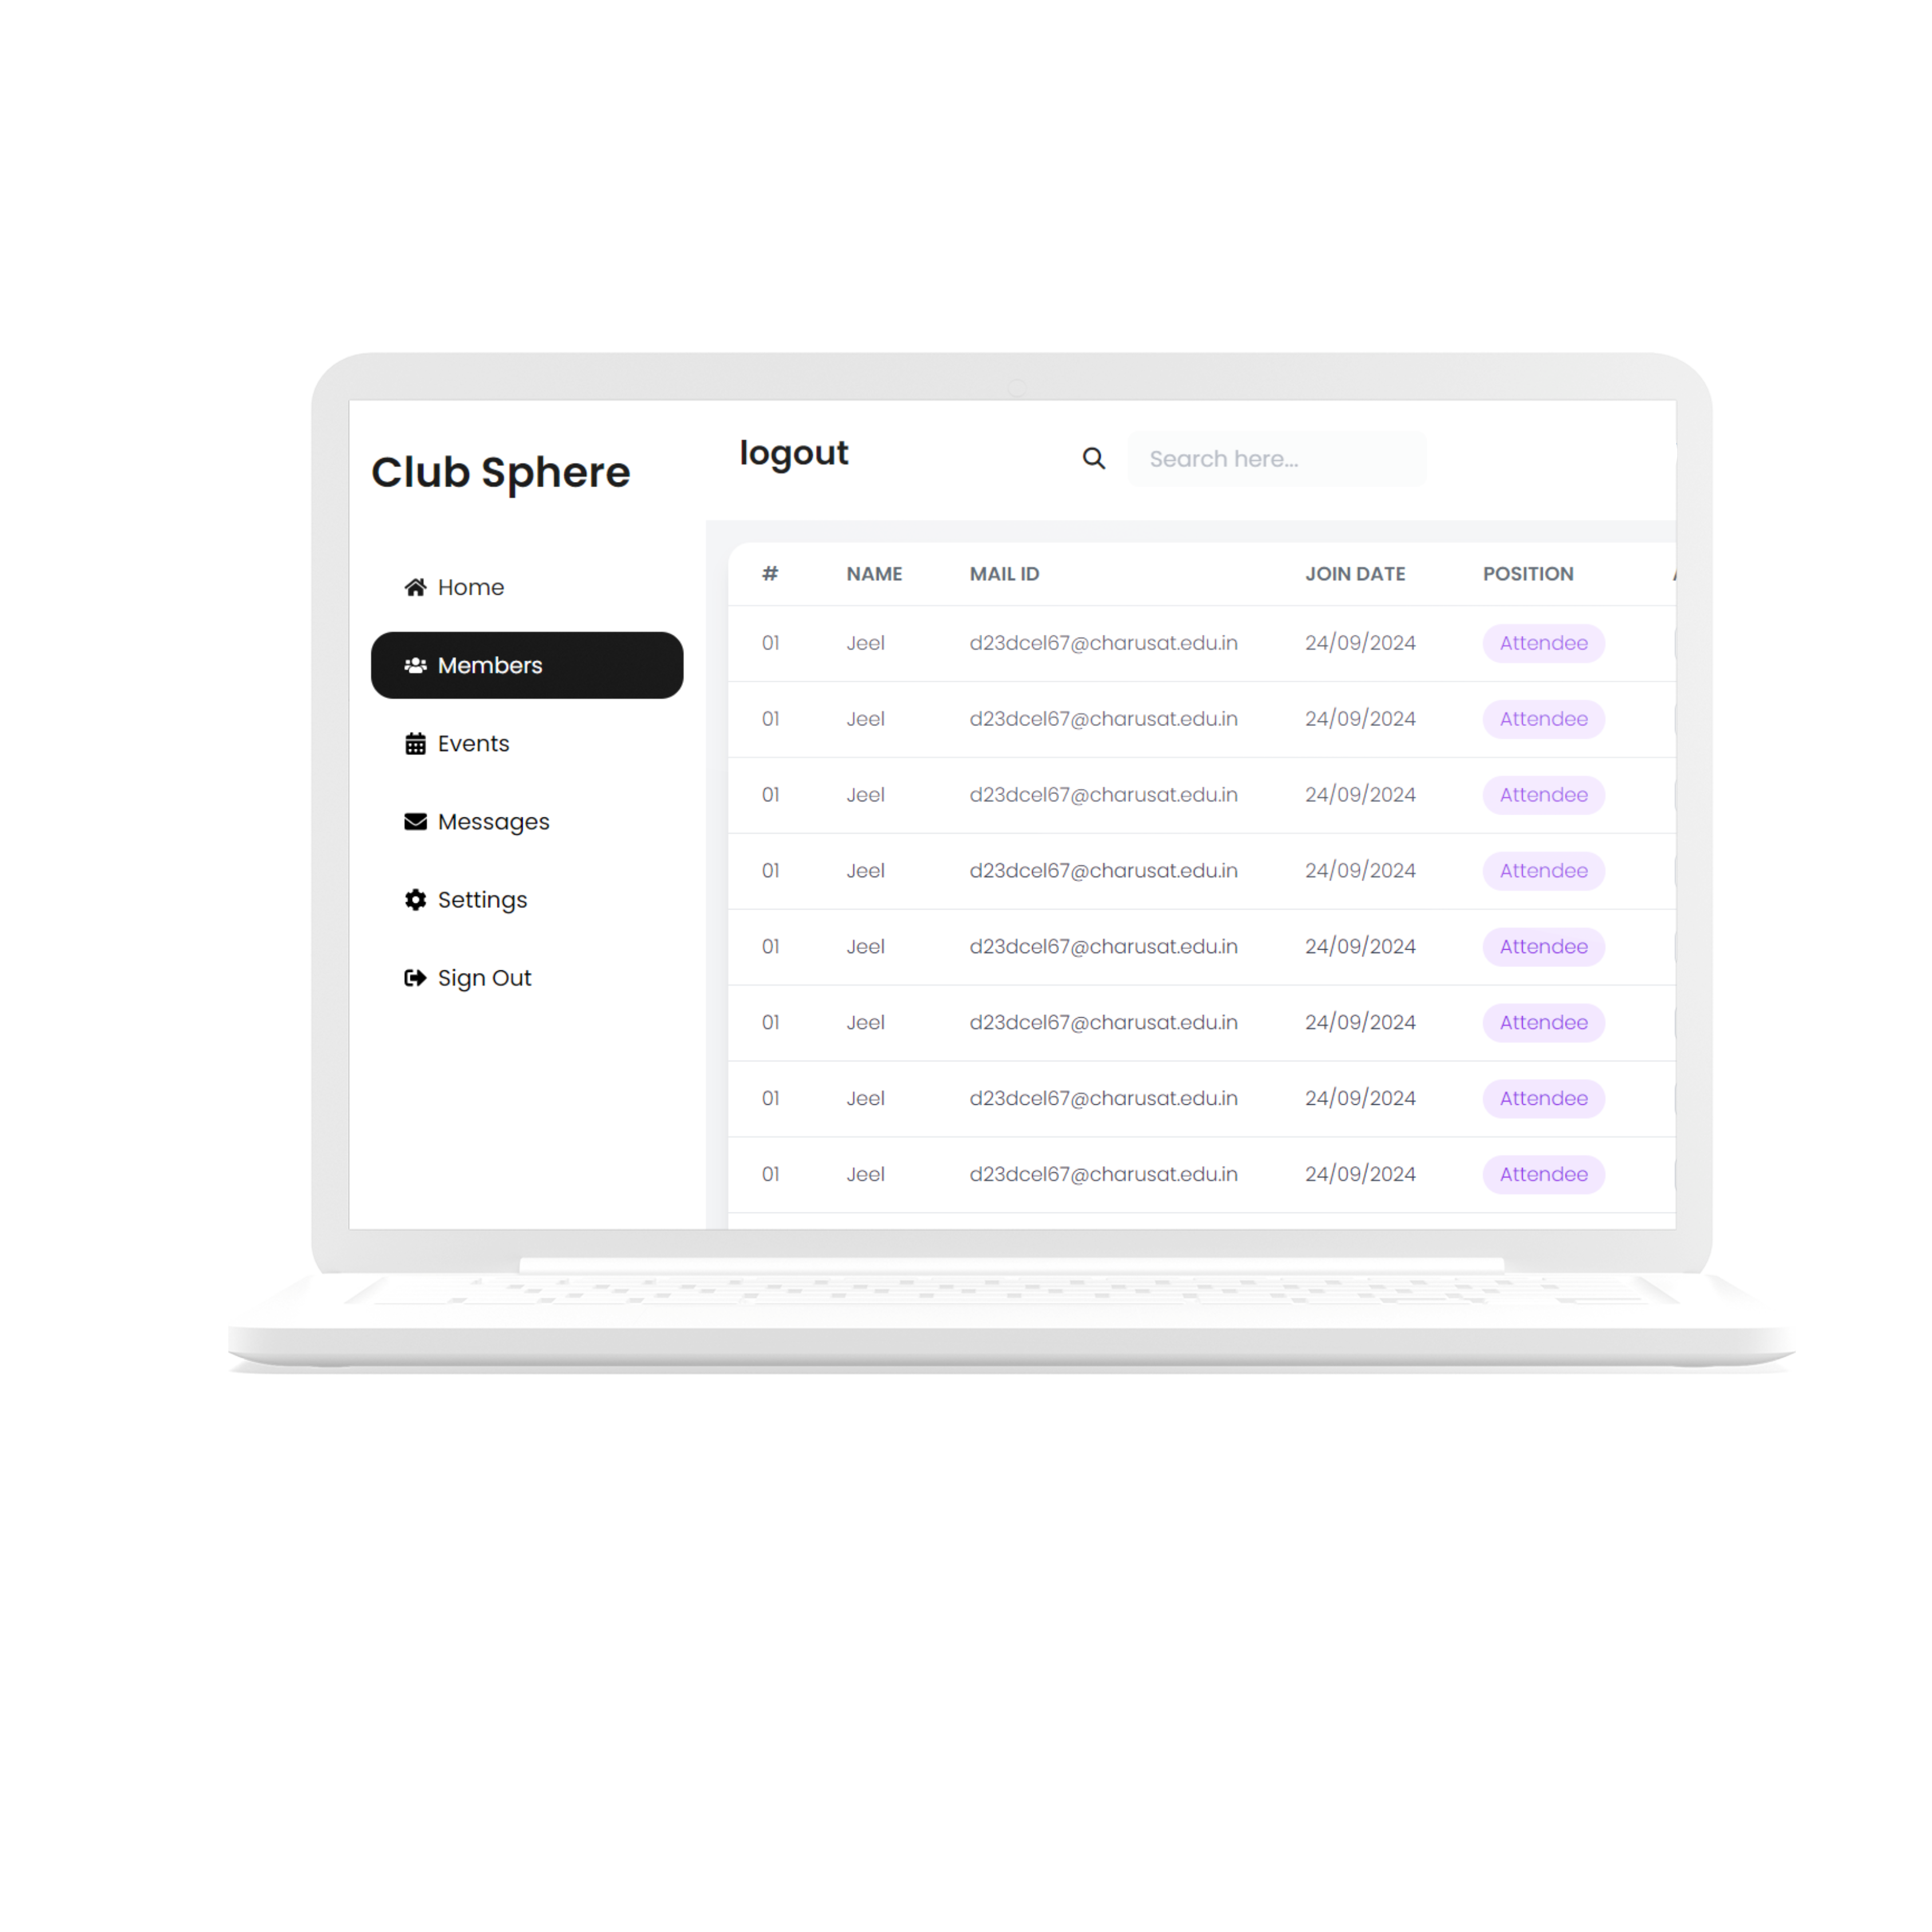 Club Sphere
logout
Search here...
Home
Members
Events
Messages
Settings
Sign Out
# NAME MAIL ID JOIN DATE POSITION
01 Jeel d23dcel67@charusat.edu.in 24/09/2024 Attendee
01 Jeel d23dcel67@charusat.edu.in 24/09/2024 Attendee
01 Jeel d23dcel67@charusat.edu.in 24/09/2024 Attendee
01 Jeel d23dcel67@charusat.edu.in 24/09/2024 Attendee
01 Jeel d23dcel67@charusat.edu.in 24/09/2024 Attendee
01 Jeel d23dcel67@charusat.edu.in 24/09/2024 Attendee
01 Jeel d23dcel67@charusat.edu.in 24/09/2024 Attendee
01 Jeel d23dcel67@charusat.edu.in 24/09/2024 Attendee